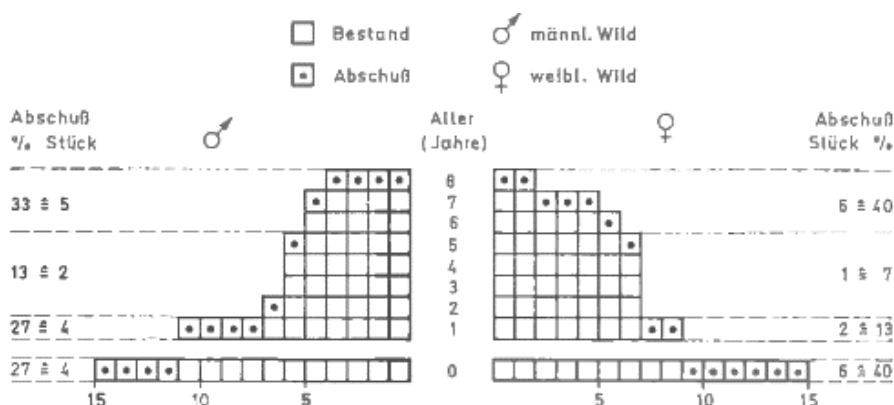 Bestand ♂ männl. Wild
Abschuß ♀ weibl. Wild
Abschuß
% Stück ♂
Alter
(Jahre)
♀ Abschuß
Stück %
8
33 ≙ 5 7 6 ≙ 40
6
5
13 ≙ 2 4 1 ≙ 7
3
2
27 ≙ 4 1 2 ≙ 13
27 ≙ 4 0 6 ≙ 40
15 10 5 5 10 15